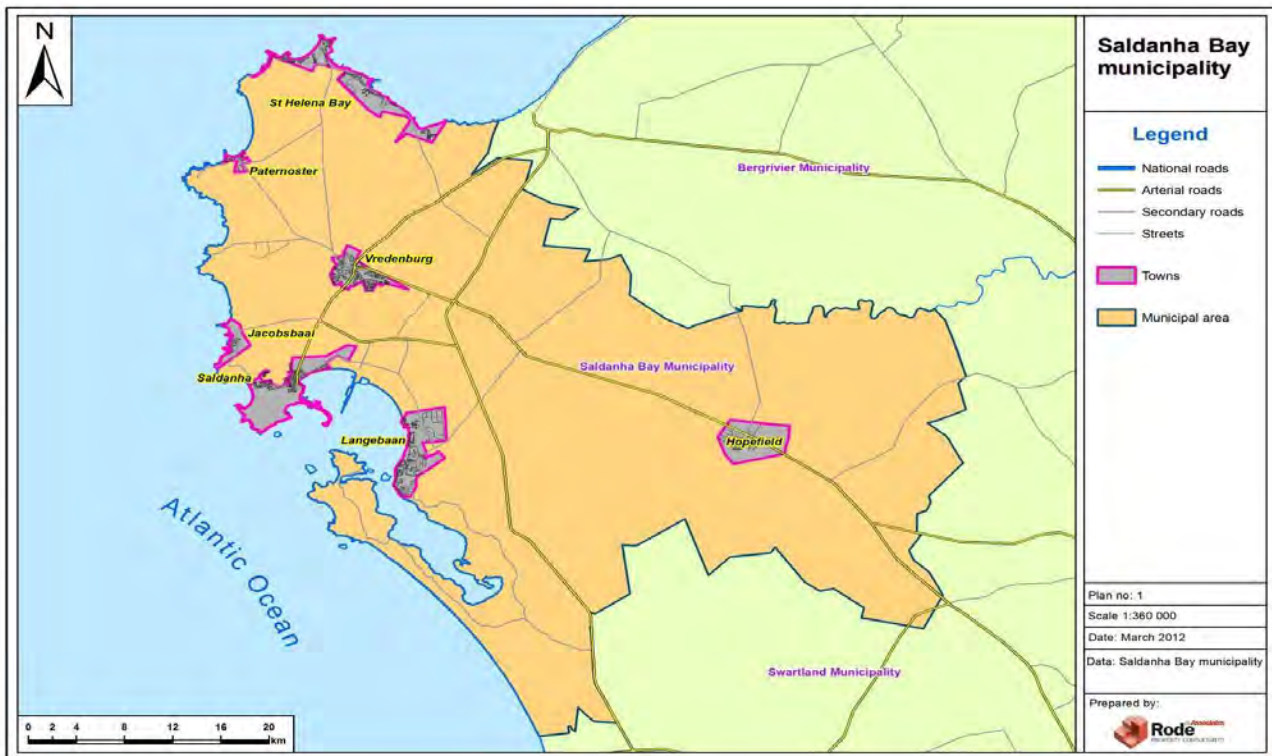 N
St Helena Bay
Paternoster
Vredenburg
Jacobsbaai
Saldanha
Langebaan
Hopefield
Bergrivier Municipality
Saldanha Bay Municipality
Swartland Municipality
Atlantic Ocean
0 2 4 8 12 16 20
km
Saldanha Bay
municipality
Legend
National roads
Arterial roads
Secondary roads
Streets
Towns
Municipal area
Plan no: 1
Scale 1:360 000
Date: March 2012
Data: Saldanha Bay municipality
Prepared by:
Rode
& Associates
PROPERTY CONSULTANTS